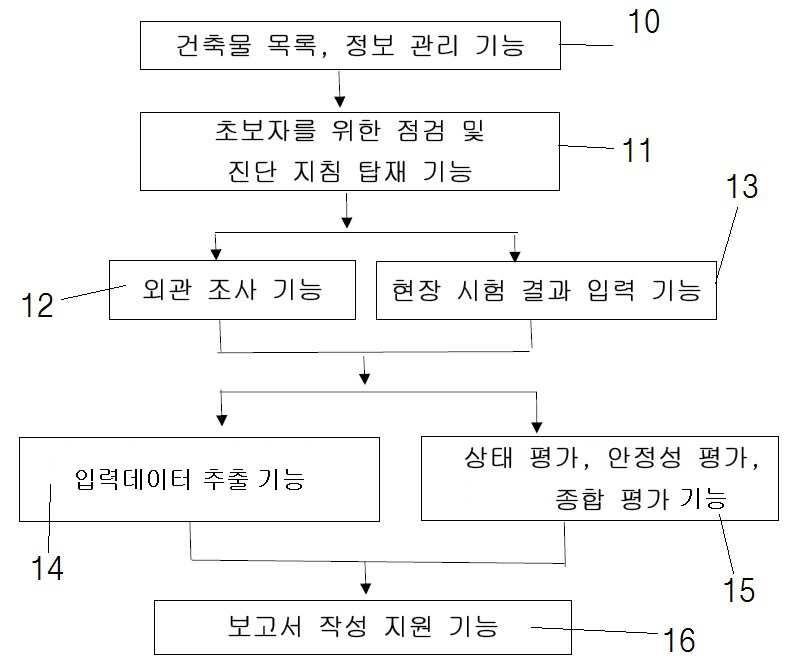 건축물 목록, 정보 관리 기능
10
초보자를 위한 점검 및
진단 지침 탑재 기능
11
외관 조사 기능
12
현장 시험 결과 입력 기능
13
입력데이터 추출 기능
14
상태 평가, 안정성 평가,
종합 평가 기능
15
보고서 작성 지원 기능
16